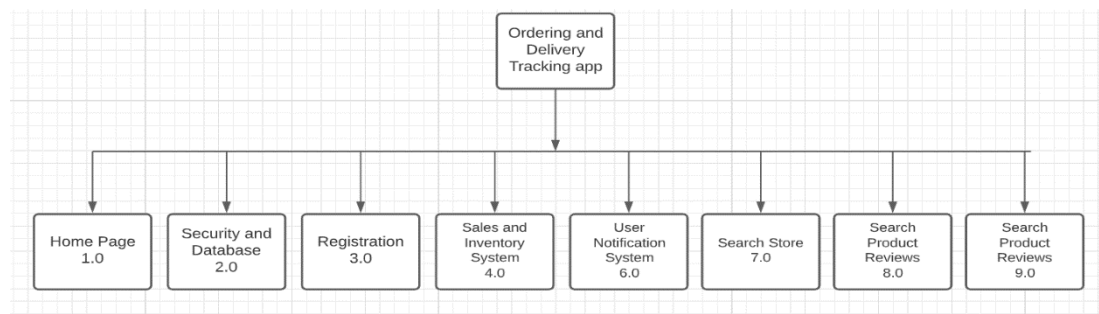 Ordering and
Delivery
Tracking app
Home Page
1.0
Security and
Database
2.0
Registration
3.0
Sales and
Inventory
System
4.0
User
Notification
System
6.0
Search Store
7.0
Search
Product
Reviews
8.0
Search
Product
Reviews
9.0